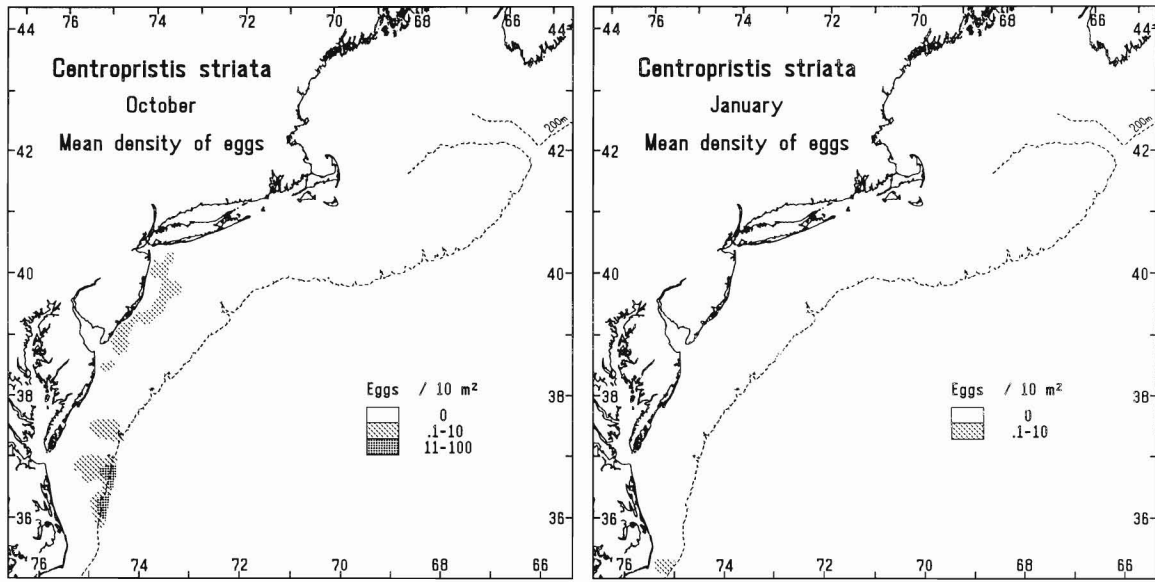 76 74 72 70 68 66
44
Centropristis striata
October
Mean density of eggs
200m
42
40
38 38
Eggs / 10 m²
0
.1-10
11-100
36 36
76 74 72 70 68 66
76 74 72 70 68 66
44 44
Centropristis striata
January
Mean density of eggs
200m
42 42
40 40
38 38
Eggs / 10 m²
0
.1-10
36 36
76 74 72 70 68 66
44
42
40